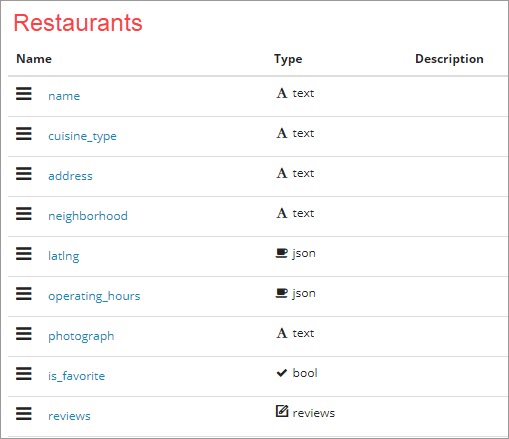 Restaurants
Name Type Description
name text
cuisine_type text
address text
neighborhood text
latlng json
operating_hours json
photograph text
is_favorite bool
reviews reviews